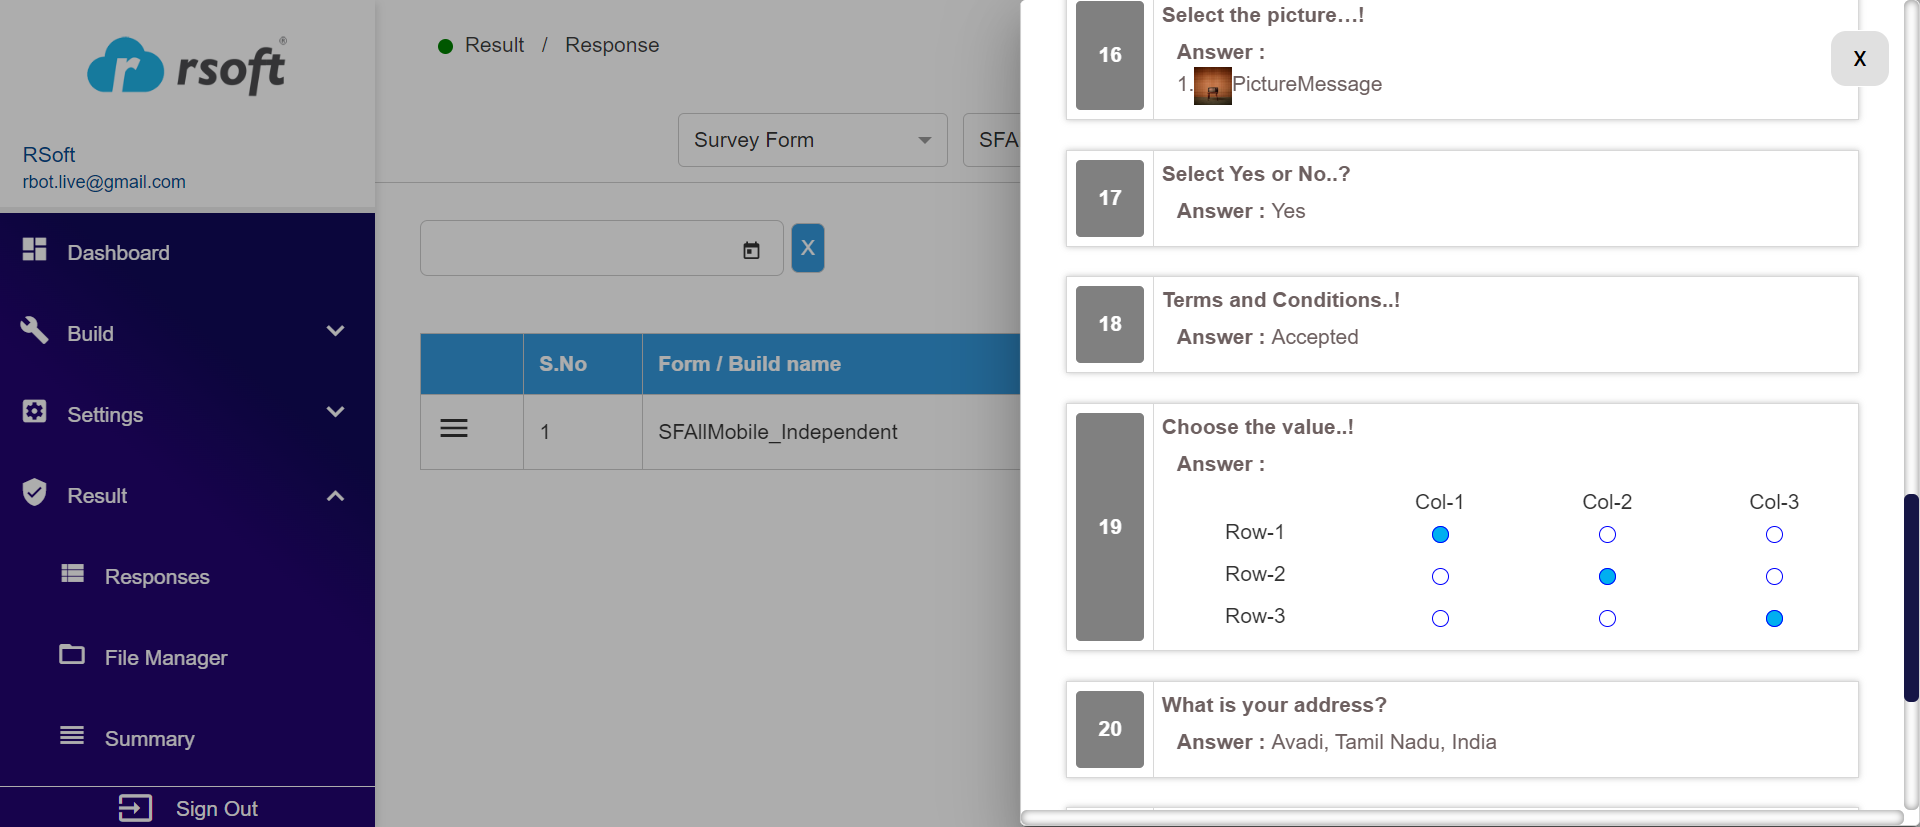 rsoft®
RSoft
rbot.live@gmail.com
Dashboard
Build
Settings
Result
Responses
File Manager
Summary
Sign Out
Result / Response
Survey Form
SFA
X
S.No
Form / Build name
1
SFAllMobile_Independent
X
16
Select the picture...!
Answer :
1. PictureMessage
17
Select Yes or No..?
Answer : Yes
18
Terms and Conditions..!
Answer : Accepted
19
Choose the value..!
Answer :
Col-1 Col-2 Col-3
Row-1
Row-2
Row-3
20
What is your address?
Answer : Avadi, Tamil Nadu, India